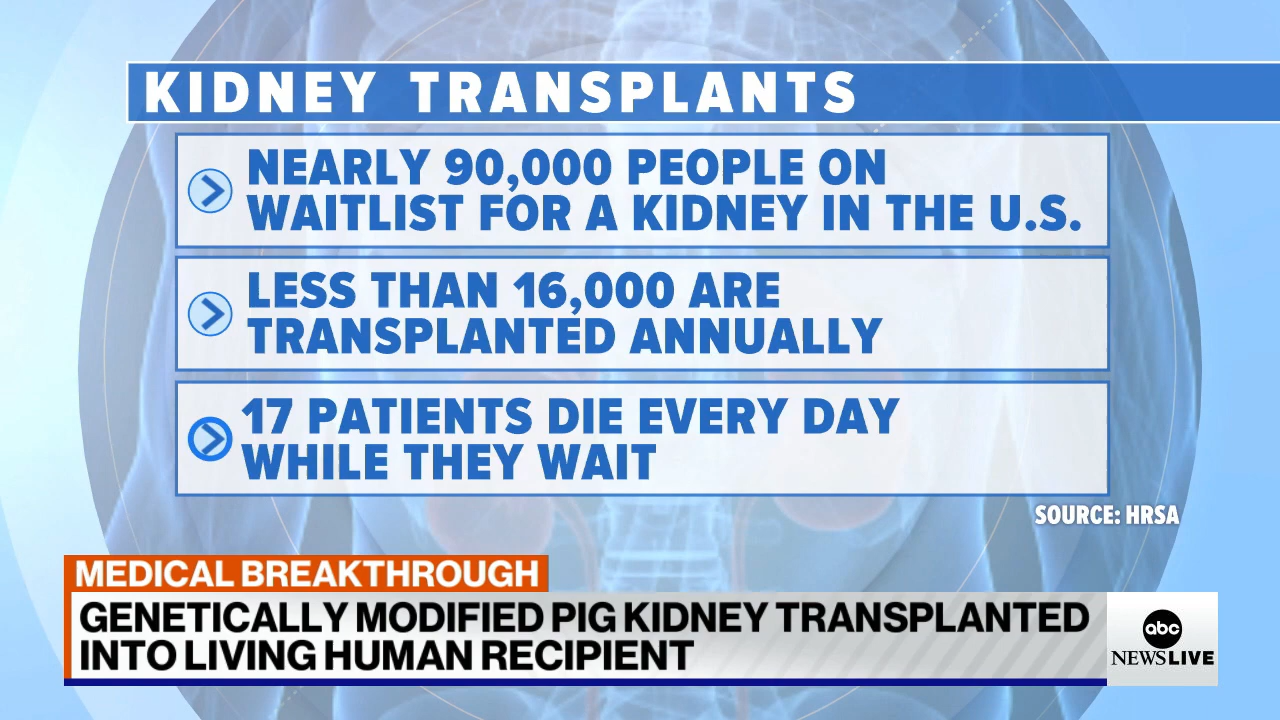 KIDNEY TRANSPLANTS
NEARLY 90,000 PEOPLE ON
WAITLIST FOR A KIDNEY IN THE U.S.
LESS THAN 16,000 ARE
TRANSPLANTED ANNUALLY
17 PATIENTS DIE EVERY DAY
WHILE THEY WAIT
SOURCE: HRSA
MEDICAL BREAKTHROUGH
GENETICALLY MODIFIED PIG KIDNEY TRANSPLANTED
INTO LIVING HUMAN RECIPIENT
abc
NEWSLIVE